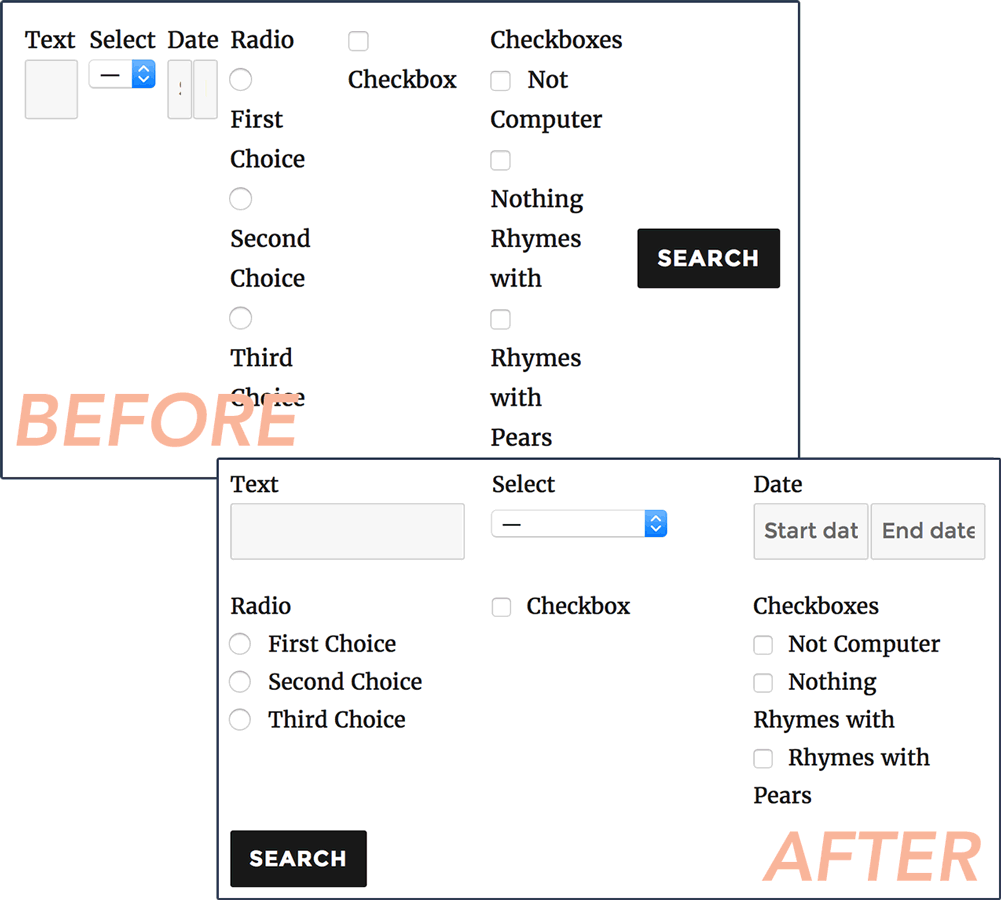 Text
Select
Date
Radio
First
Choice
Second
Choice
Third
Choice
Checkbox
Checkboxes
Not
Computer
Nothing
Rhymes
with
Rhymes
with
Pears
SEARCH
BEFORE
Text
Select
—
Date
Start dat
End date
Radio
First Choice
Second Choice
Third Choice
Checkbox
Checkboxes
Not Computer
Nothing
Rhymes with
Rhymes with
Pears
SEARCH
AFTER